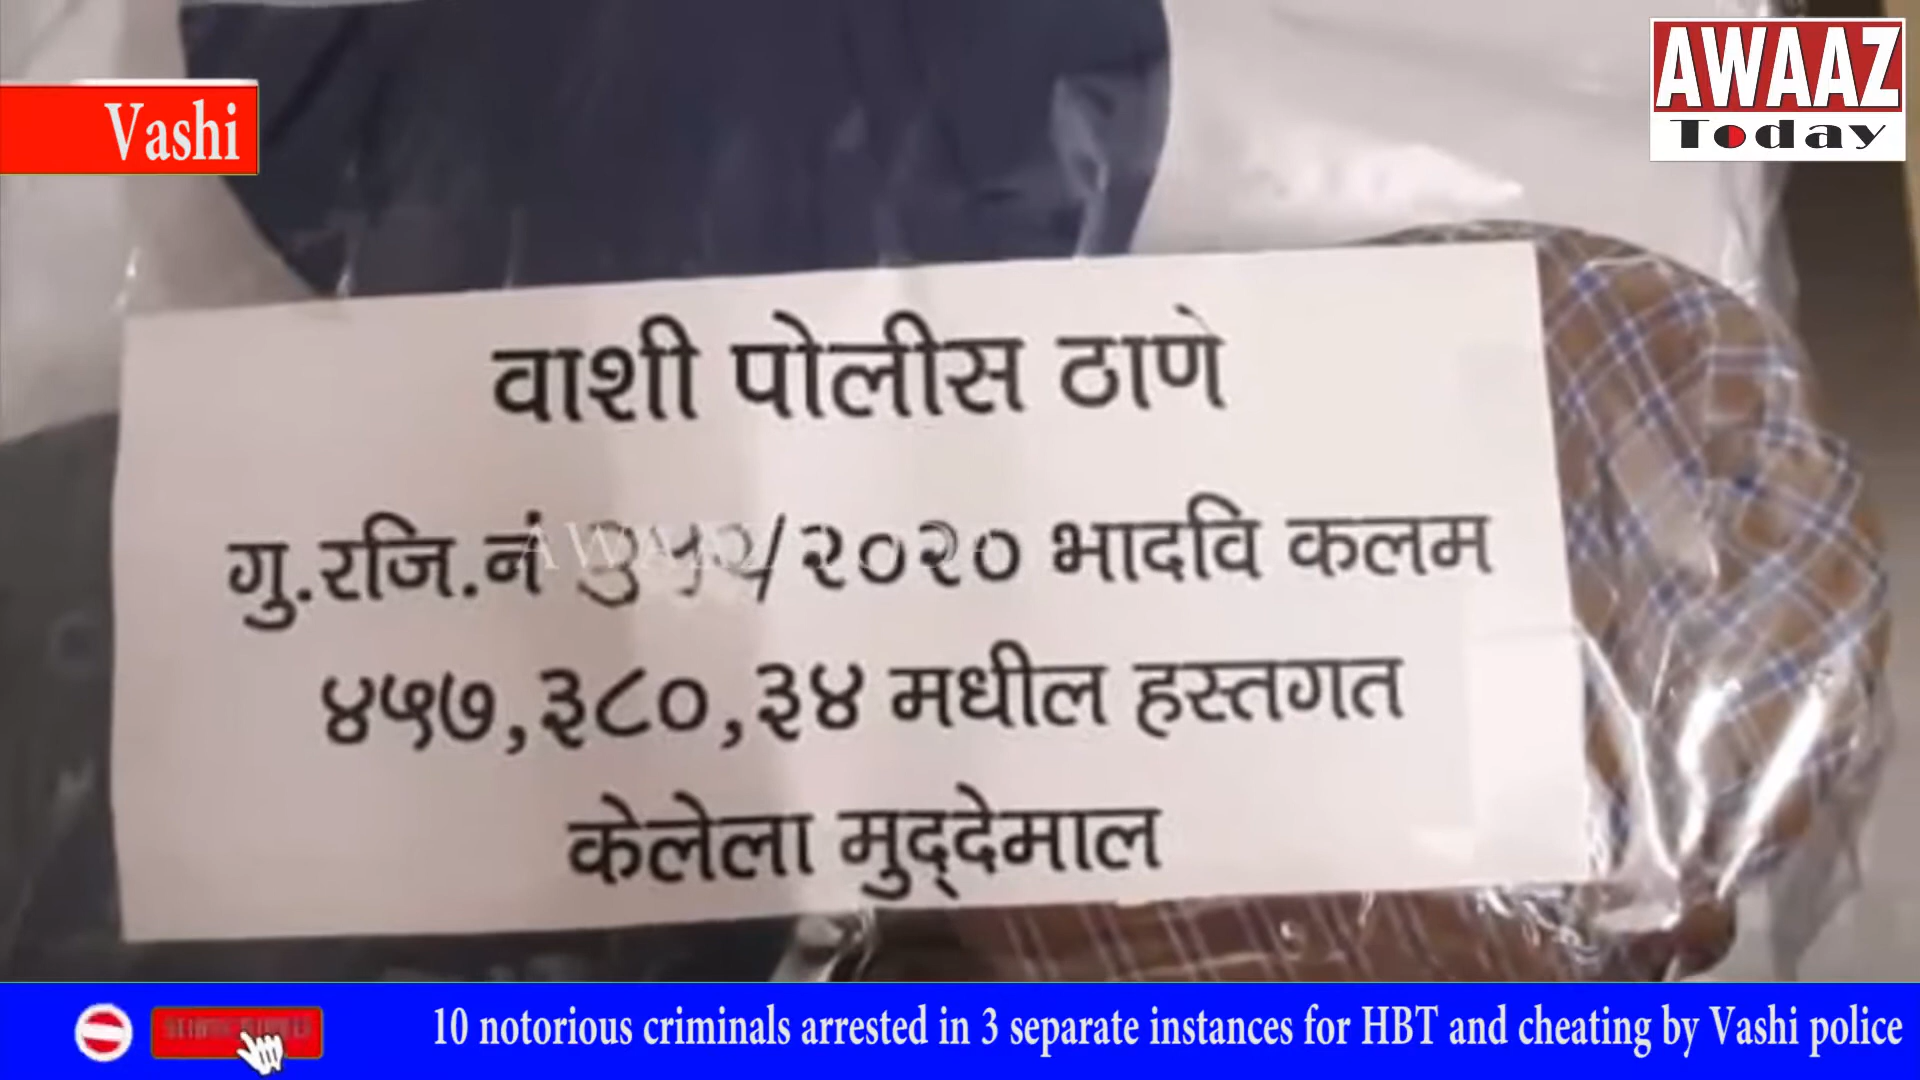 AWAAZ
Today
Vashi
वाशी पोलीस ठाणे
गु.रजि.नं /२०२० भादवि कलम
४५७,३८०,३४ मधील हस्तगत
केलेला मुद्‌देमाल
SUBSCRIBED
10 notorious criminals arrested in 3 separate instances for HBT and cheating by Vashi police